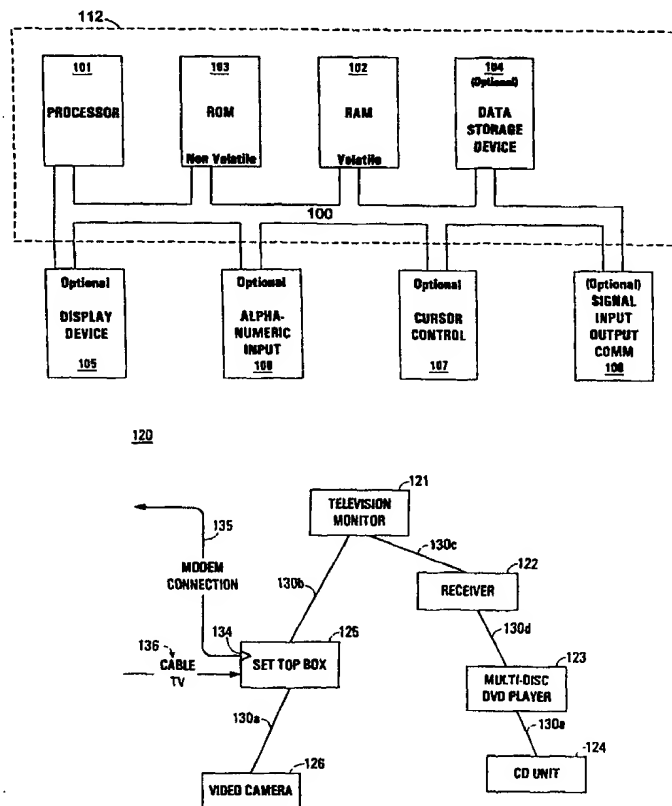 112
101
PROCESSOR
103
ROM
Non Volatile
102
RAM
Volatile
104
(Optional)
DATA
STORAGE
DEVICE
100
Optional
DISPLAY
DEVICE
105
Optional
ALPHA-
NUMERIC
INPUT
106
Optional
CURSOR
CONTROL
107
(Optional)
SIGNAL
INPUT
OUTPUT
COMM
108
120
121
TELEVISION
MONITOR
135
MODEM
CONNECTION
130b
130c
122
RECEIVER
134
125
136
CABLE
TV
SET TOP BOX
130d
123
MULTI-DISC
DVD PLAYER
130a
130e
126
VIDEO CAMERA
124
CD UNIT